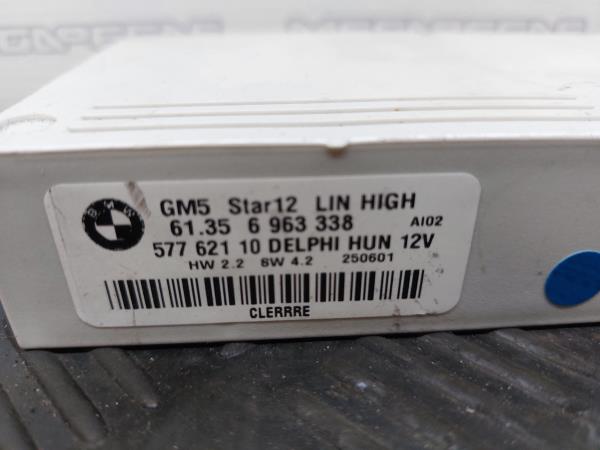 BMW
GM5 Star12 LIN HIGH
61.35 6 963 338 AI02
577 621 10 DELPHI HUN 12V
HW 2.2 SW 4.2 250601
CLERRRE